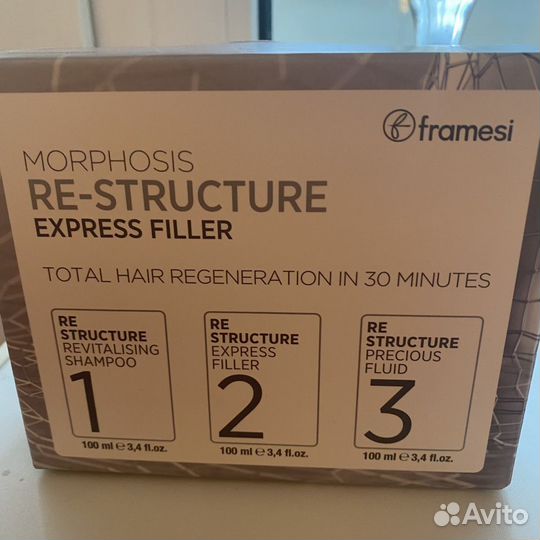 framesi
MORPHOSIS
RE-STRUCTURE
EXPRESS FILLER
TOTAL HAIR REGENERATION IN 30 MINUTES
RE
STRUCTURE
REVITALISING
SHAMPOO
1
100 ml e 3,4 fl.oz.
RE
STRUCTURE
EXPRESS
FILLER
2
100 ml e 3,4 fl.oz.
RE
STRUCTURE
PRECIOUS
FLUID
3
100 ml e 3,4 fl.oz.
Avito